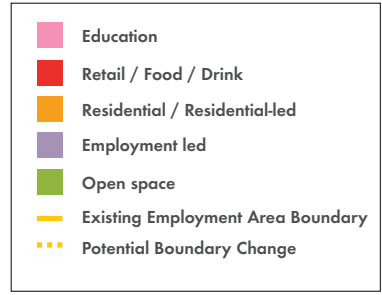 Education
Retail / Food / Drink
Residential / Residential-led
Employment led
Open space
Existing Employment Area Boundary
Potential Boundary Change